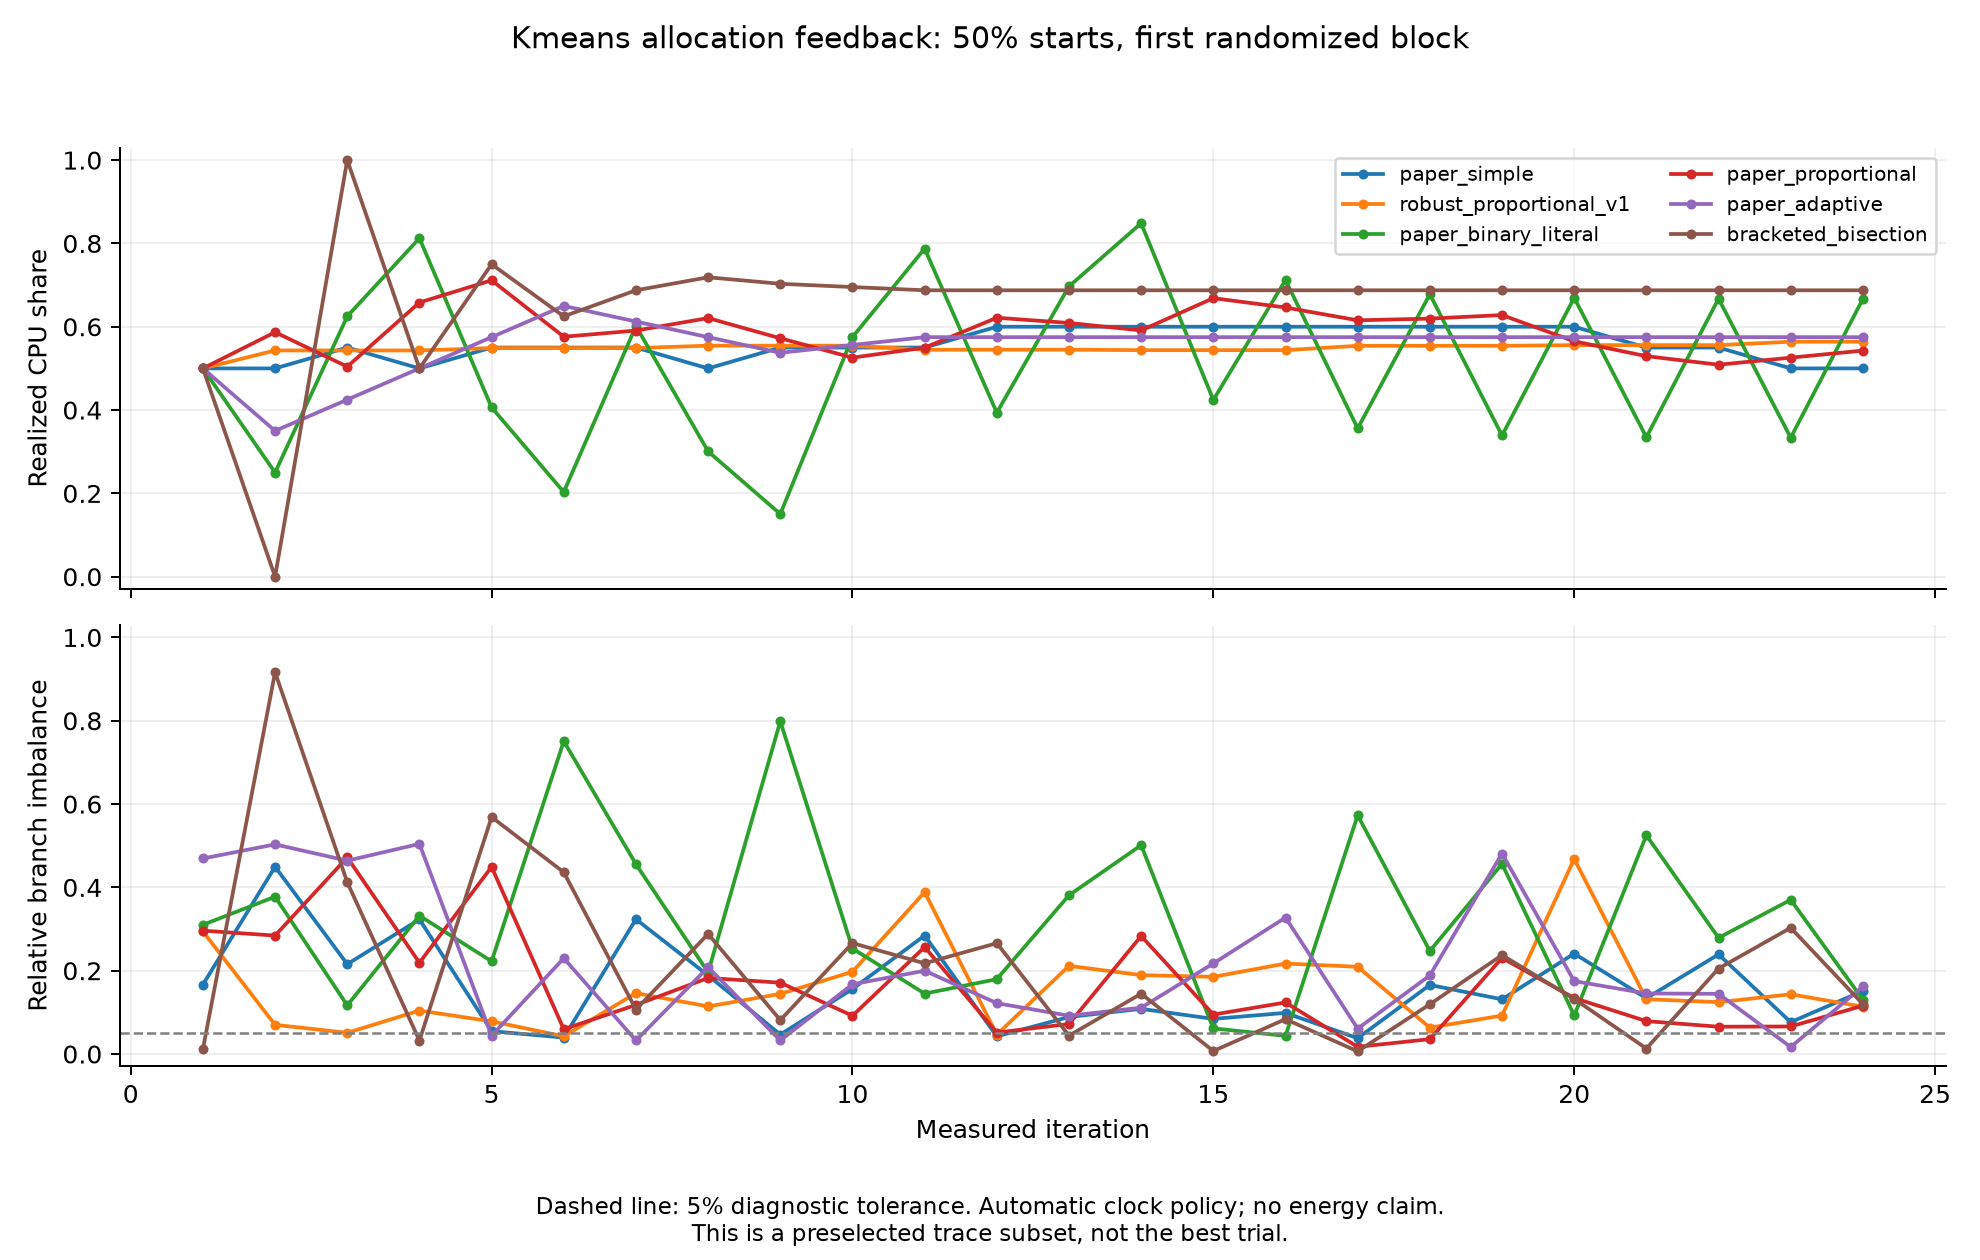 Kmeans allocation feedback: 50% starts, first randomized block
Realized CPU share
1.0
0.8
0.6
0.4
0.2
0.0
paper_simple
robust_proportional_v1
paper_binary_literal
paper_proportional
paper_adaptive
bracketed_bisection
Relative branch imbalance
1.0
0.8
0.6
0.4
0.2
0.0
0
5
10
15
20
25
Measured iteration
Dashed line: 5% diagnostic tolerance. Automatic clock policy; no energy claim.
This is a preselected trace subset, not the best trial.